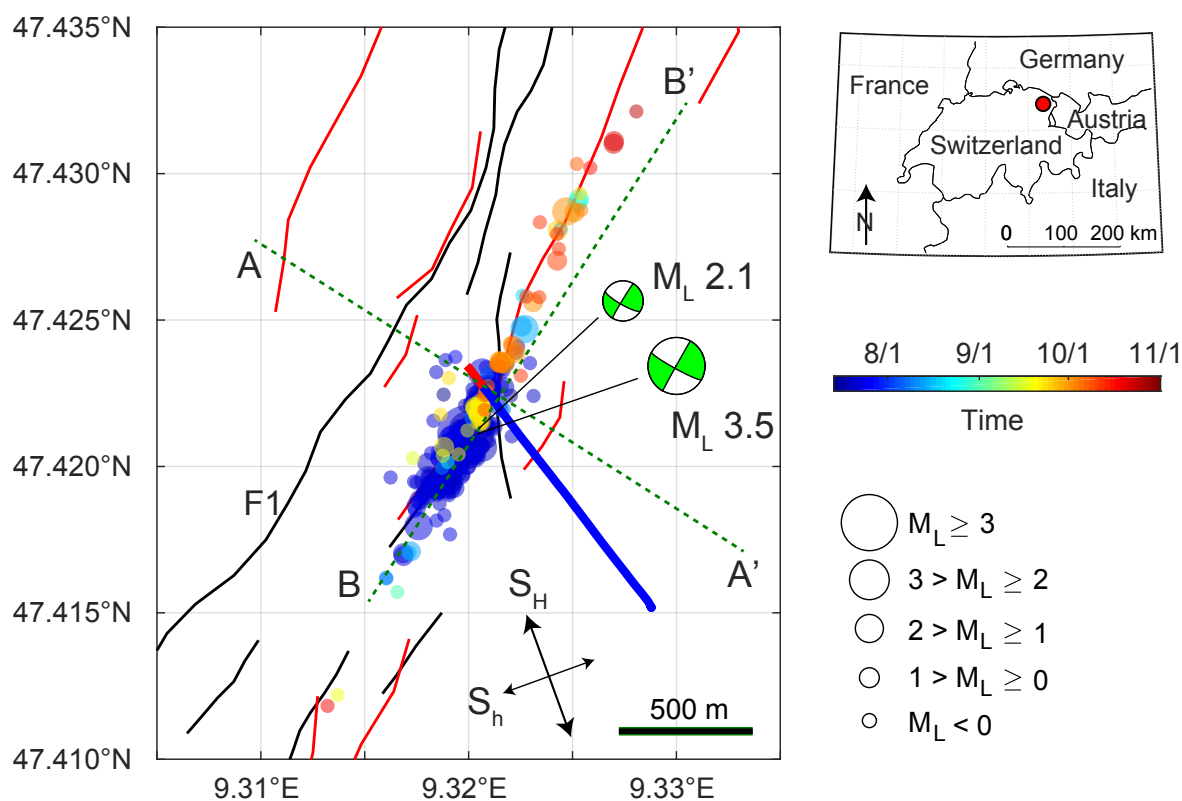 47.435°N
47.430°N
47.425°N
47.420°N
47.415°N
47.410°N
9.31°E
9.32°E
9.33°E
A
A’
B
B’
F1
M_L 2.1
M_L 3.5
S_H
S_h
500 m
France
Germany
Austria
Switzerland
Italy
N
0 100 200 km
8/1 9/1 10/1 11/1
Time
M_L ≥ 3
3 > M_L ≥ 2
2 > M_L ≥ 1
1 > M_L ≥ 0
M_L < 0